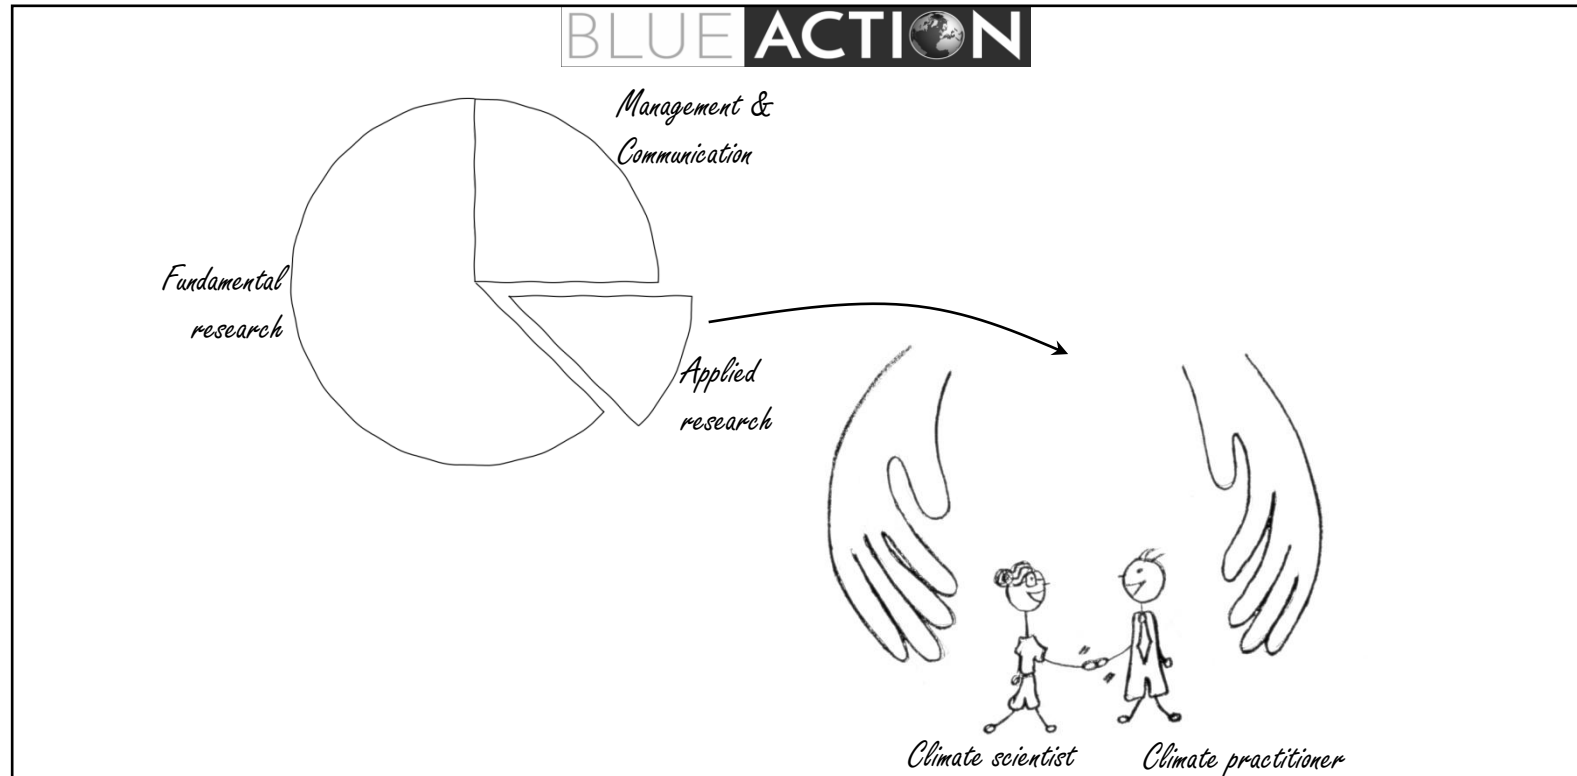 BLUE ACTION
Management &
Communication
Fundamental
research
Applied
research
Climate scientist
Climate practitioner